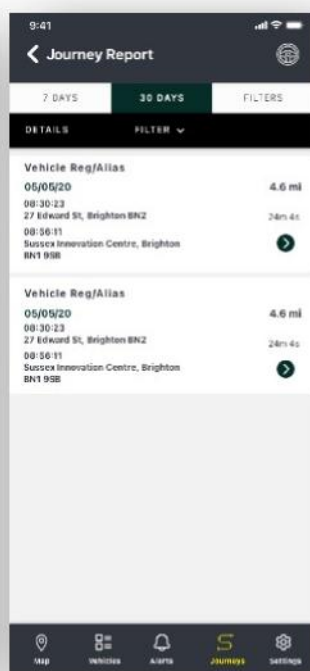 9:41
Journey Report
7 DAYS 30 DAYS FILTERS
DETAILS FILTER
Vehicle Reg/Alias
05/05/20 4.6 mi
08:30:23
27 Edward St, Brighton BN2 24m 4s
08:56:11
Sussex Innovation Centre, Brighton
BN1 9SB
Vehicle Reg/Alias
05/05/20 4.6 mi
08:30:23
27 Edward St, Brighton BN2 24m 4s
08:56:11
Sussex Innovation Centre, Brighton
BN1 9SB
Map Vehicles Alerts Journeys Settings